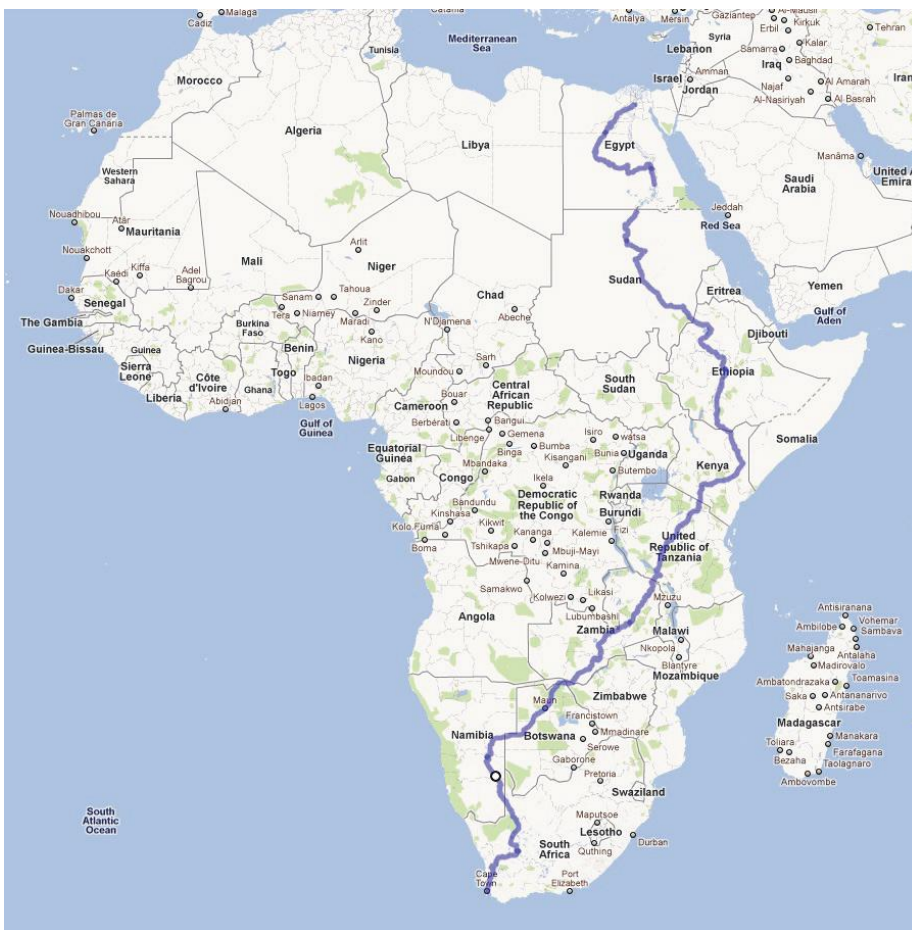 Malaga
Cadiz
Catania
Antalya
Mersin
Gaziantep
Al-Mausil
Erbil
Kirkuk
Tehran
Mediterranean
Sea
Tunisia
Lebanon
Syria
Samarra
Kalar
Baghdad
Iraq
Morocco
Israel
Amman
Jordan
Najaf
Al Amarah
Al-Nasiriyah
Al Basrah
Iran
Palmas de
Gran Canaria
Algeria
Libya
Egypt
Western
Sahara
Manāma
Saudi
Arabia
United A
Emira
Nouadhibou
Atâr
Mauritania
Jeddah
Red Sea
Nouakchott
Kaédi
Kiffa
Adel
Bagrou
Mali
Arlit
Niger
Chad
Sudan
Eritrea
Yemen
Dakar
Senegal
Sanam
Tahoua
Tera
Niamey
Zinder
Maradi
Kano
N'Djamena
Abeche
Gulf of
Aden
The Gambia
Guinea-Bissau
Guinea
Burkina
Faso
Benin
Nigeria
Djibouti
Sierra
Leone
Liberia
Côte
d'Ivoire
Ghana
Togo
Ibadan
Abidjan
Lagos
Moundou
Sarh
Central
African
Republic
South
Sudan
Ethiopia
Gulf of
Guinea
Cameroon
Bouar
Berbérati
Bangui
Libenge
Gemena
Binga
Bumba
Isiro
watsa
Bunia
Uganda
Somalia
Equatorial
Guinea
Gabon
Congo
Mbandaka
Kisangani
Butembo
Kenya
Ikela
Democratic
Republic of
the Congo
Rwanda
Burundi
Bandundu
Kinshasa
Kolo Fuma
Kikwit
Boma
Kananga
Tshikapa
Mbuji-Mayi
Mwene-Ditu
Kalemie
Fizi
United
Republic of
Tanzania
Kamina
Samakwo
Kolwezi
Likasi
Lubumbashi
Mzuzu
Angola
Zambia
Malawi
Nkopola
Blantyre
Mozambique
Antisiranana
Ambilobe
Vohemar
Sambava
Mahajanga
Antalaha
Madirovalo
Toamasina
Ambatondrazaka
Saka
Antananarivo
Antsirabe
Madagascar
Manakara
Toliara
Farafagana
Bezaha
Taolagnaro
Ambovombe
Zimbabwe
Maun
Francistown
Mmadinare
Namibia
Botswana
Serowe
Gaborone
Pretoria
Swaziland
South
Atlantic
Ocean
Maputsoe
Lesotho
South
Africa
Quthing
Durban
Cape
Town
Port
Elizabeth